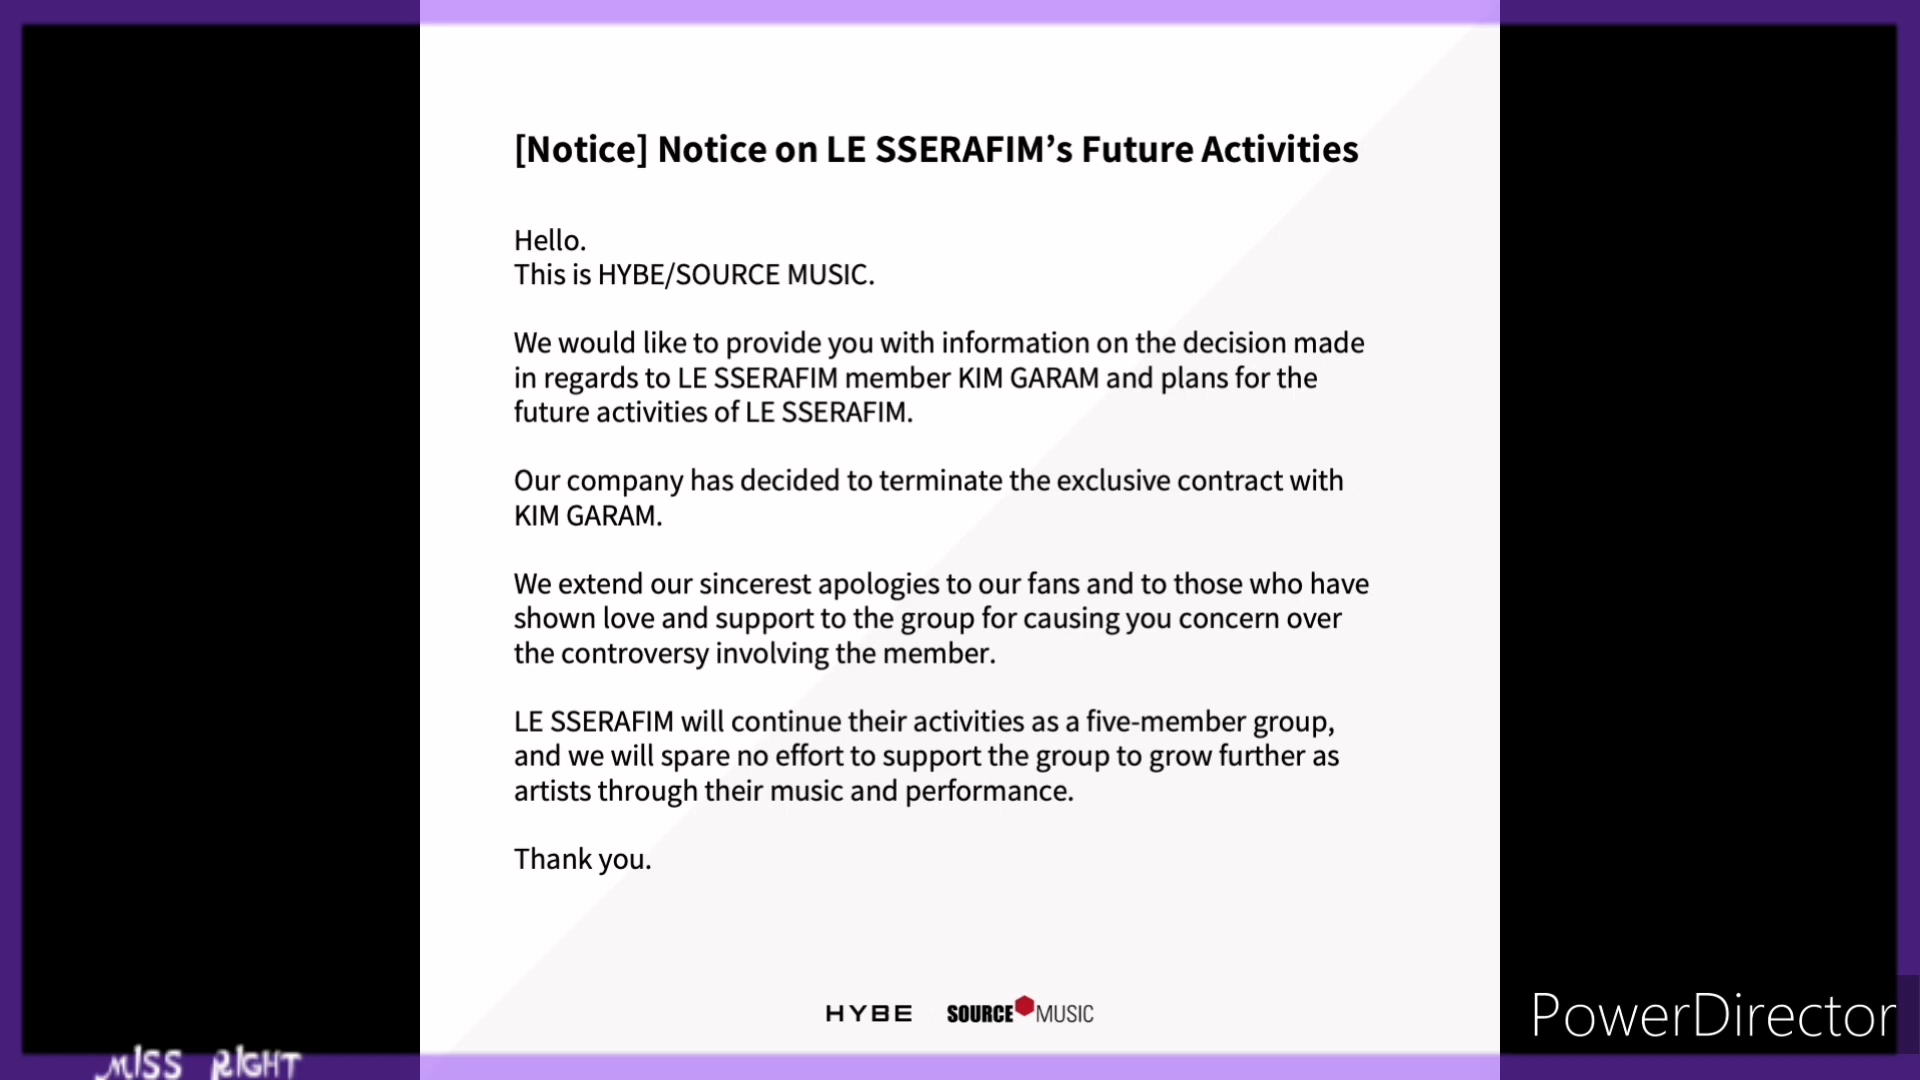 [Notice] Notice on LE SSERAFIM’s Future Activities
Hello.
This is HYBE/SOURCE MUSIC.
We would like to provide you with information on the decision made
in regards to LE SSERAFIM member KIM GARAM and plans for the
future activities of LE SSERAFIM.
Our company has decided to terminate the exclusive contract with
KIM GARAM.
We extend our sincerest apologies to our fans and to those who have
shown love and support to the group for causing you concern over
the controversy involving the member.
LE SSERAFIM will continue their activities as a five-member group,
and we will spare no effort to support the group to grow further as
artists through their music and performance.
Thank you.
HYBE SOURCE MUSIC
PowerDirector
MISS RIGHT